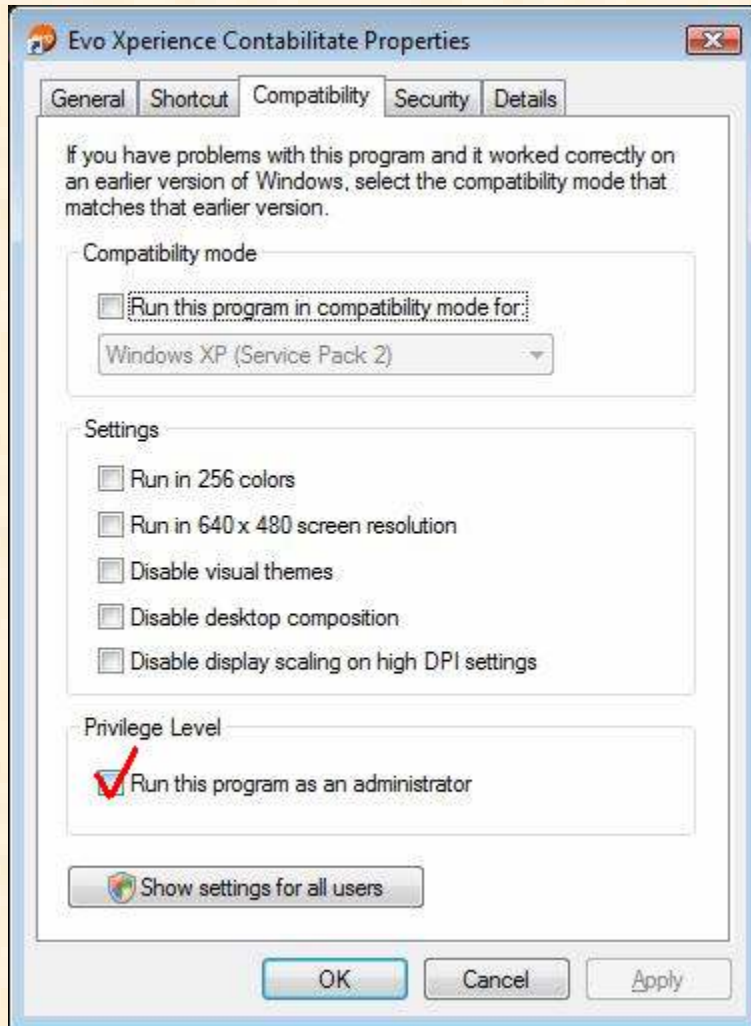 Evo Xperience Contabilitate Properties
General Shortcut Compatibility Security Details
If you have problems with this program and it worked correctly on
an earlier version of Windows, select the compatibility mode that
matches that earlier version.
Compatibility mode
Run this program in compatibility mode for:
Windows XP (Service Pack 2)
Settings
Run in 256 colors
Run in 640 x 480 screen resolution
Disable visual themes
Disable desktop composition
Disable display scaling on high DPI settings
Privilege Level
Run this program as an administrator
Show settings for all users
OK Cancel Apply